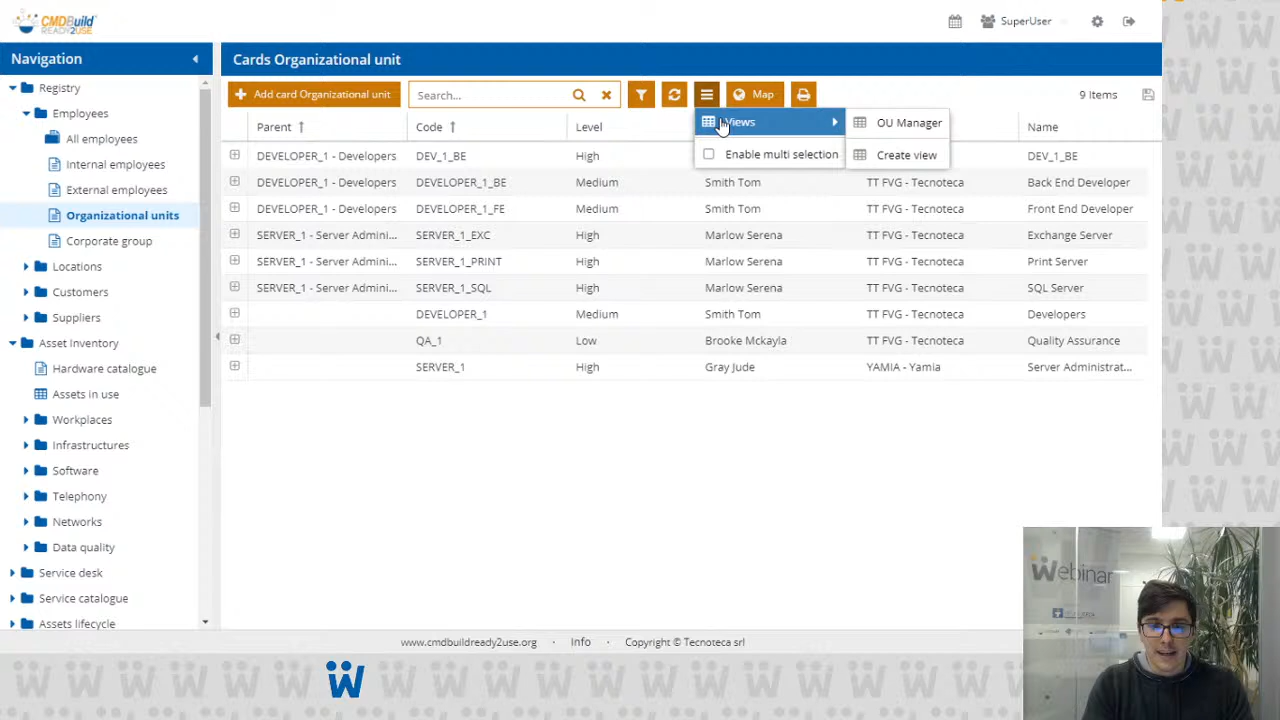 CMDBuild
READY2USE
SuperUser
Navigation
Cards Organizational unit
Registry
Employees
All employees
Internal employees
External employees
Organizational units
Corporate group
Locations
Customers
Suppliers
Asset Inventory
Hardware catalogue
Assets in use
Workplaces
Infrastructures
Software
Telephony
Networks
Data quality
Service desk
Service catalogue
Assets lifecycle
Add card Organizational unit
Search...
Map
9 Items
Views
OU Manager
Enable multi selection
Create view
Parent Code Level Name
DEVELOPER_1 - Developers DEV_1_BE High DEV_1_BE
DEVELOPER_1 - Developers DEVELOPER_1_BE Medium Smith Tom TT FVG - Tecnoteca Back End Developer
DEVELOPER_1 - Developers DEVELOPER_1_FE Medium Smith Tom TT FVG - Tecnoteca Front End Developer
SERVER_1 - Server Admini... SERVER_1_EXC High Marlow Serena TT FVG - Tecnoteca Exchange Server
SERVER_1 - Server Admini... SERVER_1_PRINT High Marlow Serena TT FVG - Tecnoteca Print Server
SERVER_1 - Server Admini... SERVER_1_SQL High Marlow Serena TT FVG - Tecnoteca SQL Server
DEVELOPER_1 Medium Smith Tom TT FVG - Tecnoteca Developers
QA_1 Low Brooke Mckayla TT FVG - Tecnoteca Quality Assurance
SERVER_1 High Gray Jude YAMIA - Yamia Server Administrat...
www.cmdbuildready2use.org · Info · Copyright © Tecnoteca srl
Webinar